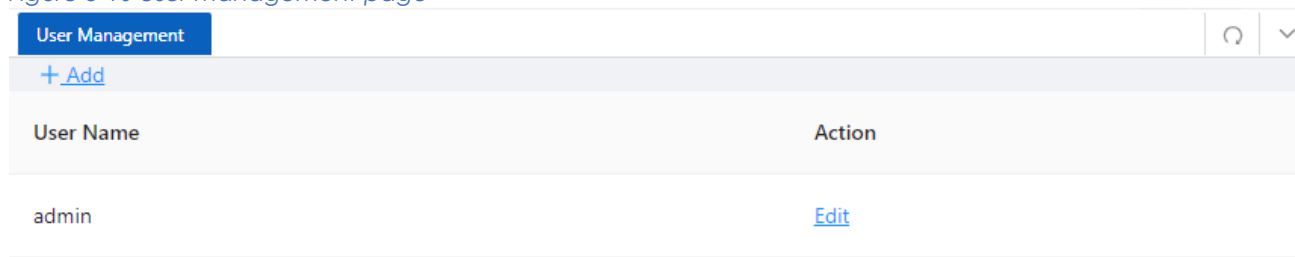 User Management
+ Add
User Name Action
admin Edit